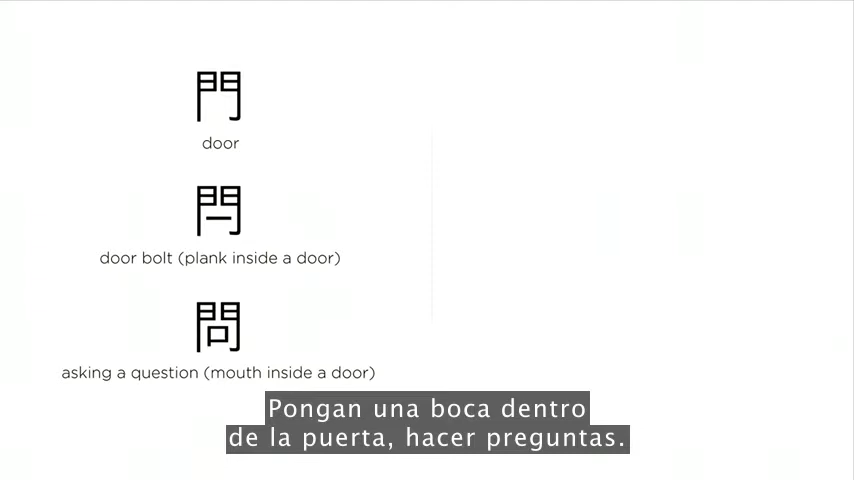 門
door
閂
door bolt (plank inside a door)
問
asking a question (mouth inside a door)
Pongan una boca dentro
de la puerta, hacer preguntas.